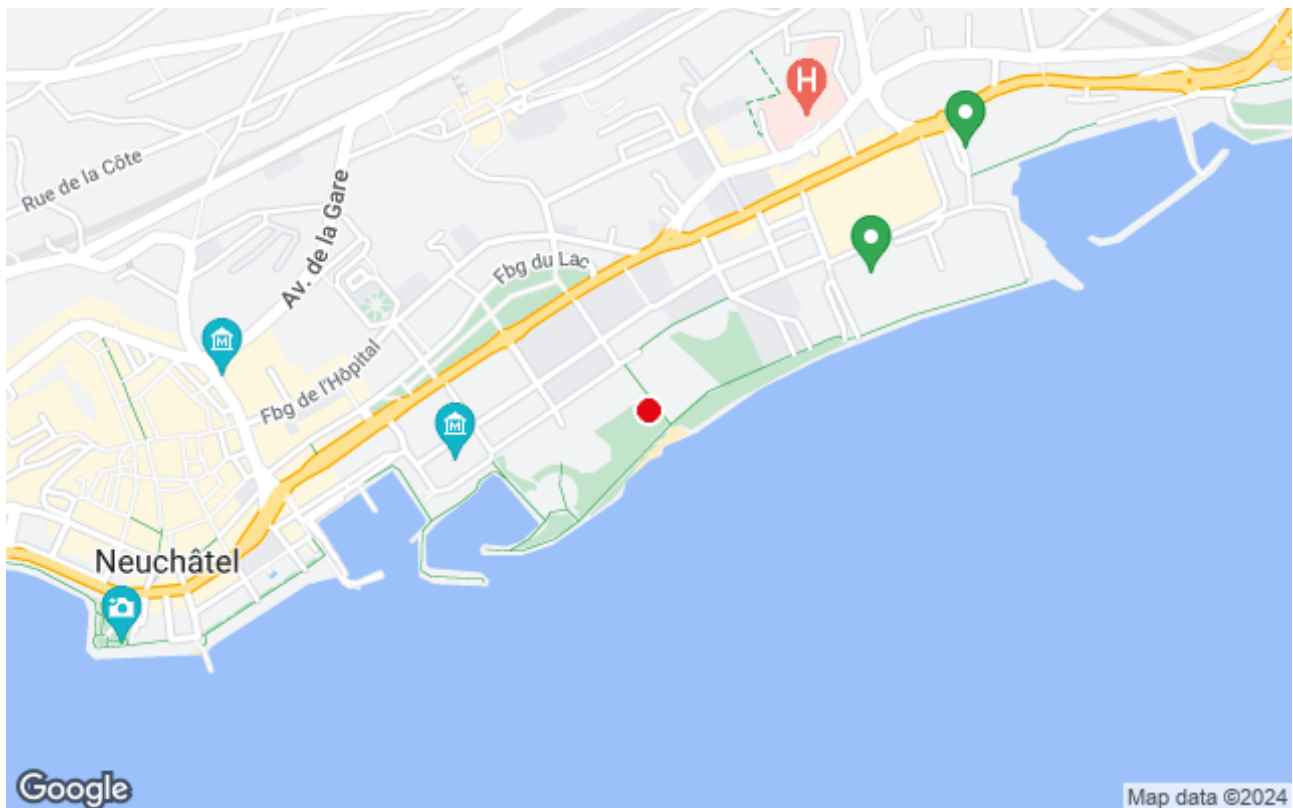 H
Rue de la Côte
Av. de la Gare
Fbg du Lac
M
Fbg de l'Hôpital
M
Neuchâtel
Google
Map data ©2024